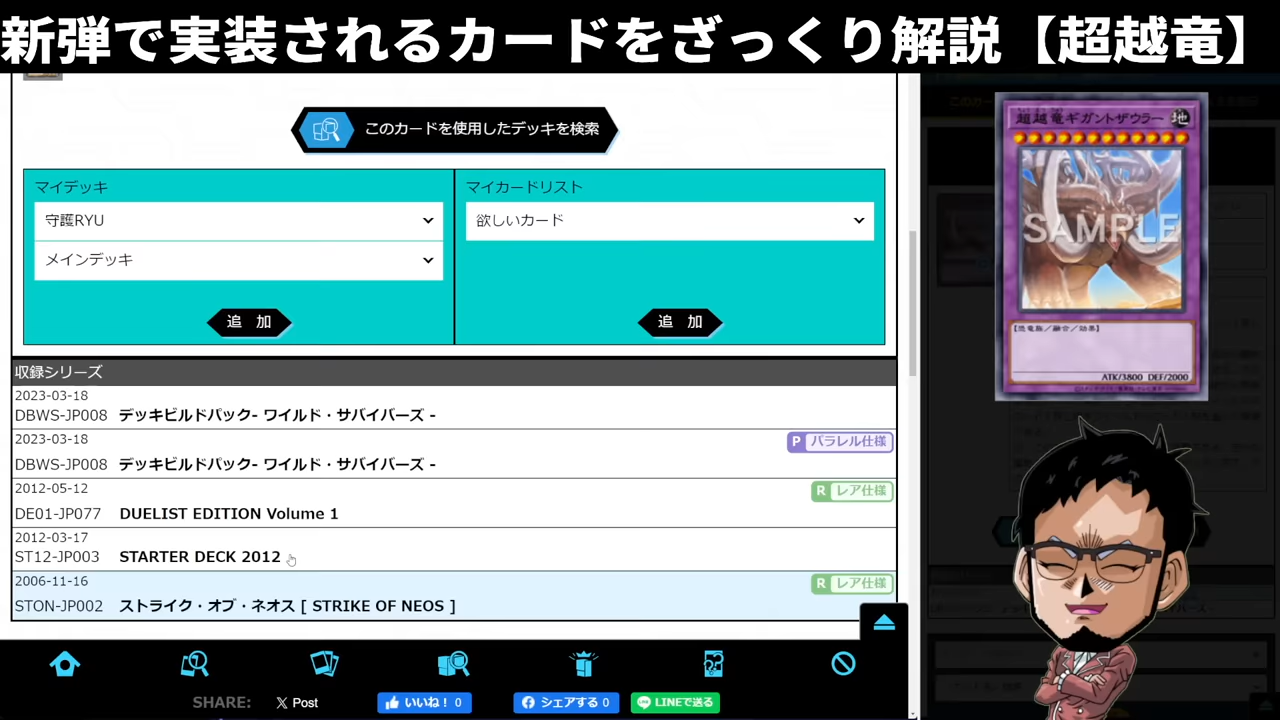 新弾で実装されるカードをざっくり解説【超越竜】
このカードを使用したデッキを検索
マイデッキ
守護RYU
メインデッキ
追 加
マイカードリスト
欲しいカード
追 加
収録シリーズ
2023-03-18
DBWS-JP008 デッキビルドパック- ワイルド・サバイバーズ -
2023-03-18
P パラレル仕様
DBWS-JP008 デッキビルドパック- ワイルド・サバイバーズ -
2012-05-12
R レア仕様
DE01-JP077 DUELIST EDITION Volume 1
2012-03-17
ST12-JP003 STARTER DECK 2012
2006-11-16
R レア仕様
STON-JP002 ストライク・オブ・ネオス [ STRIKE OF NEOS ]
SHARE:
X Post
いいね！ 0
シェアする 0
LINEで送る
超越竜ギガントザウラー 地
SAMPLE
【恐竜族／融合／効果】
ATK/3800 DEF/2000